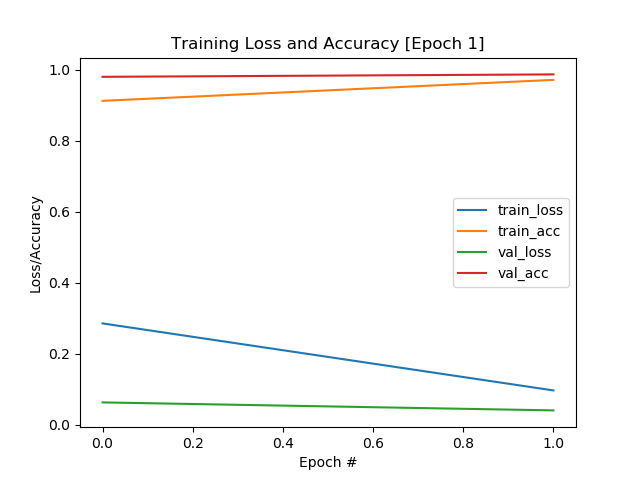 Training Loss and Accuracy [Epoch 1]
1.0
0.8
0.6
0.4
0.2
0.0
Loss/Accuracy
train_loss
train_acc
val_loss
val_acc
0.0 0.2 0.4 0.6 0.8 1.0
Epoch #